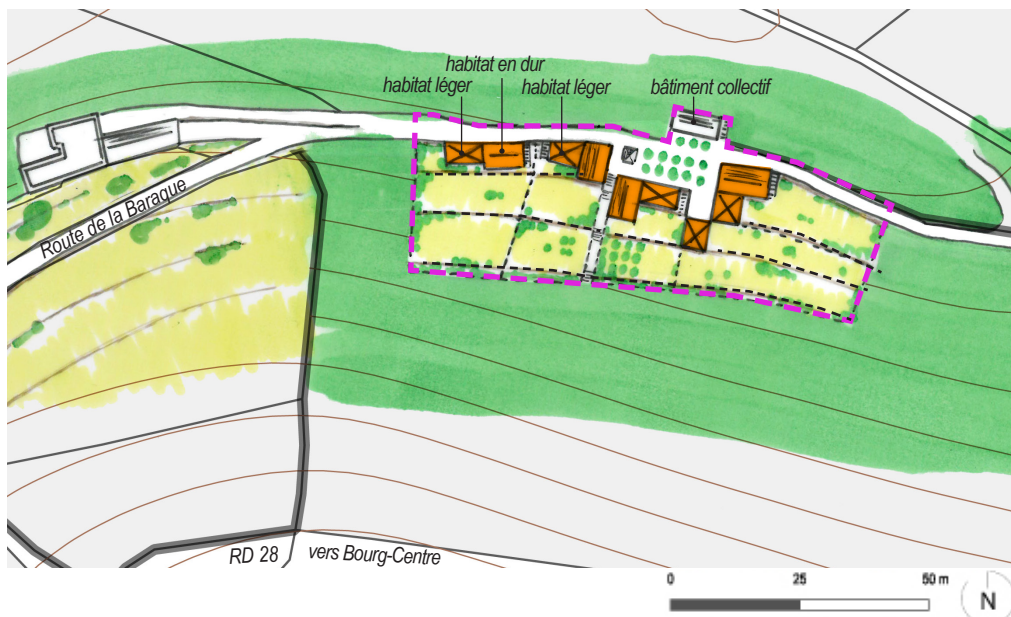 habitat en dur
habitat léger
habitat léger
bâtiment collectif
Route de la Baraque
RD 28
vers Bourg-Centre
0
25
50 m
N